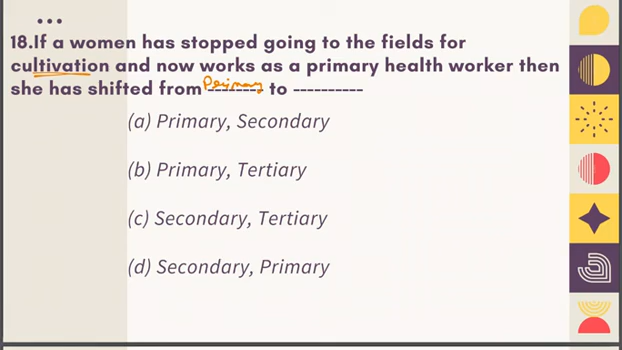 18.If a women has stopped going to the fields for
cultivation and now works as a primary health worker then
she has shifted from Primary -------- to ----------
(a) Primary, Secondary
(b) Primary, Tertiary
(c) Secondary, Tertiary
(d) Secondary, Primary